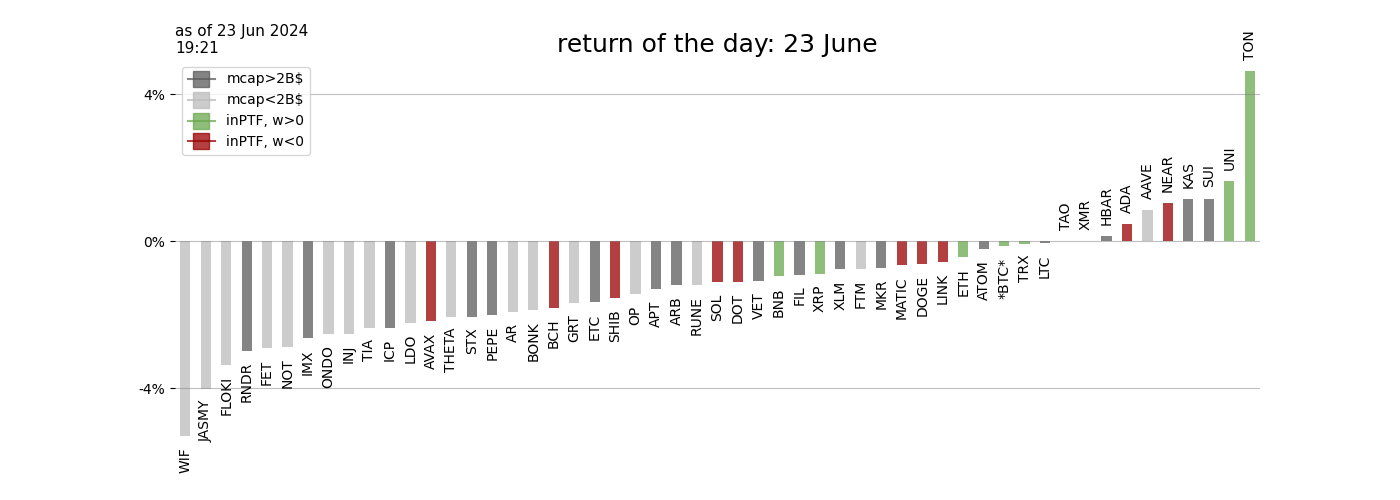 as of 23 Jun 2024
19:21
return of the day: 23 June
mcap>2B$
mcap<2B$
inPTF, w>0
inPTF, w<0
4%
0%
-4%
WIF
JASMY
FLOKI
RNDR
FET
NOT
IMX
ONDO
INJ
TIA
ICP
LDO
AVAX
THETA
STX
PEPE
AR
BONK
BCH
GRT
ETC
SHIB
OP
APT
ARB
RUNE
SOL
DOT
VET
BNB
FIL
XRP
XLM
FTM
MKR
MATIC
DOGE
LINK
ETH
ATOM
*BTC*
TRX
LTC
TAO
XMR
HBAR
ADA
AAVE
NEAR
KAS
SUI
UNI
TON